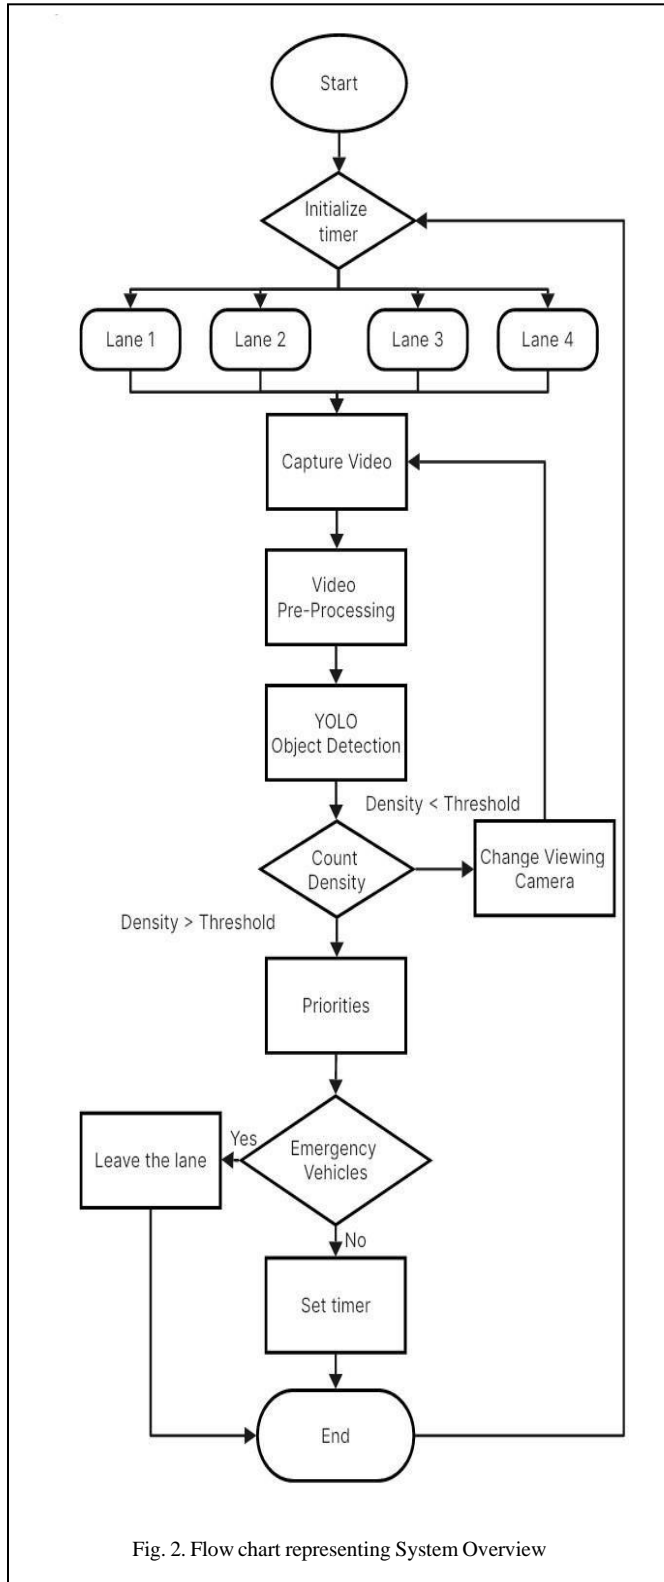 Start
Initialize
timer
Lane 1
Lane 2
Lane 3
Lane 4
Capture Video
Video
Pre-Processing
YOLO
Object Detection
Density < Threshold
Count
Density
Change Viewing
Camera
Density > Threshold
Priorities
Emergency
Vehicles
Yes
Leave the lane
No
Set timer
End
Fig. 2. Flow chart representing System Overview